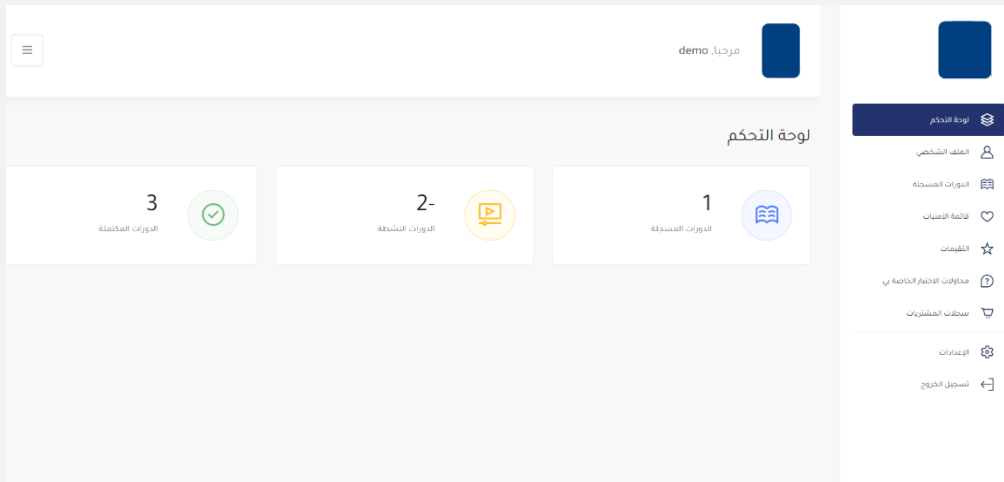 مرحبا, demo
لوحة التحكم
1
الدورات المسجلة
2-
الدورات النشطة
3
الدورات المكتملة
لوحة التحكم
الملف الشخصي
الدورات المسجلة
قائمة الأمنيات
التقيمات
محاولات الاختبار الخاصة بي
سجلات المشتريات
الإعدادات
تسجيل الخروج